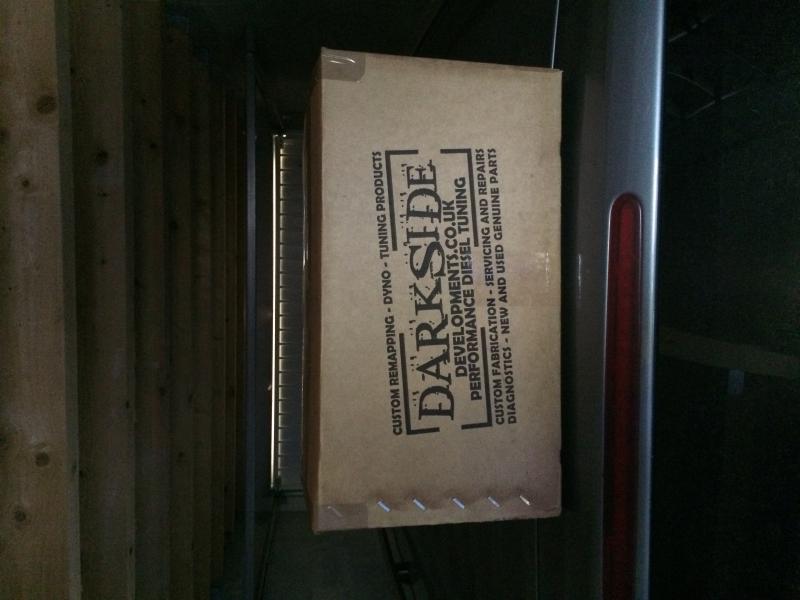 CUSTOM REMAPPING - DYNO - TUNING PRODUCTS
DARKSIDE
DEVELOPMENTS.CO.UK
PERFORMANCE DIESEL TUNING
CUSTOM FABRICATION - SERVICING AND REPAIRS
DIAGNOSTICS - NEW AND USED GENUINE PARTS